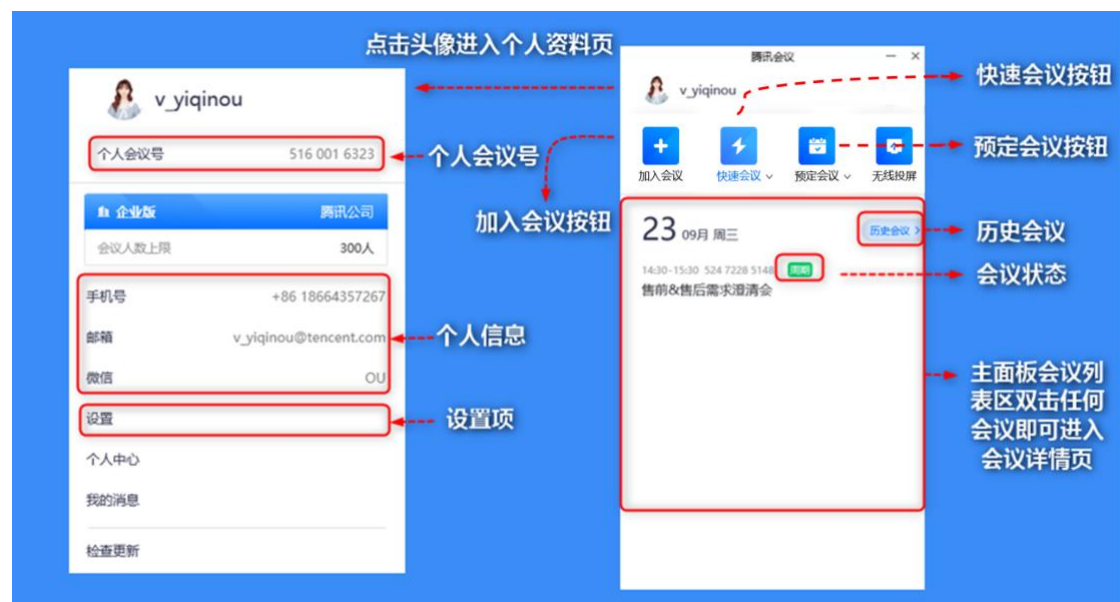 点击头像进入个人资料页
v_yiqinou
个人会议号 516 001 6323
企业版 腾讯公司
会议人数上限 300人
手机号 +86 18664357267
邮箱 v_yiqinou@tencent.com
微信 OU
设置
个人中心
我的消息
检查更新
个人会议号
加入会议按钮
个人信息
设置项
腾讯会议
v_yiqinou
加入会议 快速会议 预定会议 无线投屏
23 09月 周三 历史会议
14:30-15:30 524 7228 5148 周期
售前&售后需求澄清会
快速会议按钮
预定会议按钮
历史会议
会议状态
主面板会议列
表区双击任何
会议即可进入
会议详情页